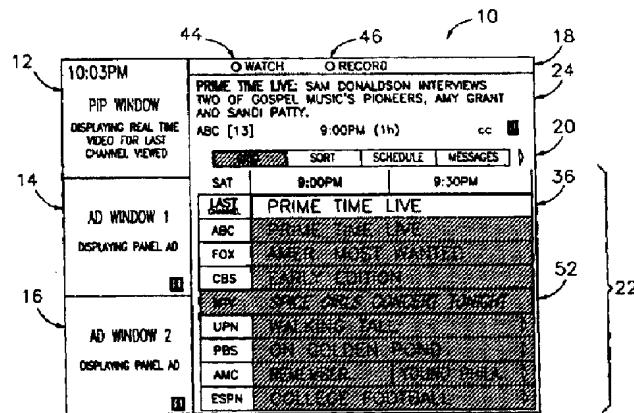 44
46
10
12
18
10:03PM
WATCH
RECORD
24
PRIME TIME LIVE: SAM DONALDSON INTERVIEWS
TWO OF GOSPEL MUSIC'S PIONEERS, AMY GRANT
AND SANDI PATTY.
PIP WINDOW
DISPLAYING REAL TIME
VIDEO FOR LAST
CHANNEL VIEWED
ABC [13] 9:00PM (1h) cc
20
SORT SCHEDULE MESSAGES
14
SAT 9:00PM 9:30PM
36
LAST
CHANNEL
PRIME TIME LIVE
AD WINDOW 1
DISPLAYING PANEL AD
ABC PRIME TIME LIVE
FOX AMER. MOST WANTED
CBS EARLY EDITION
52
22
16
SPICE GIRLS CONCERT TONIGHT
AD WINDOW 2
DISPLAYING PANEL AD
UPN WALKING TALL
PBS ON GOLDEN POND
AMC REMEMBER YOUNG PHILA.
ESPN COLLEGE FOOTBALL